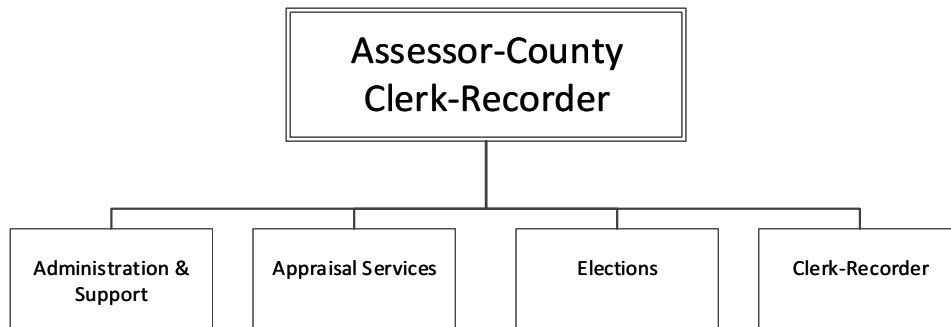 Assessor-County
Clerk-Recorder
Administration &
Support
Appraisal Services
Elections
Clerk-Recorder